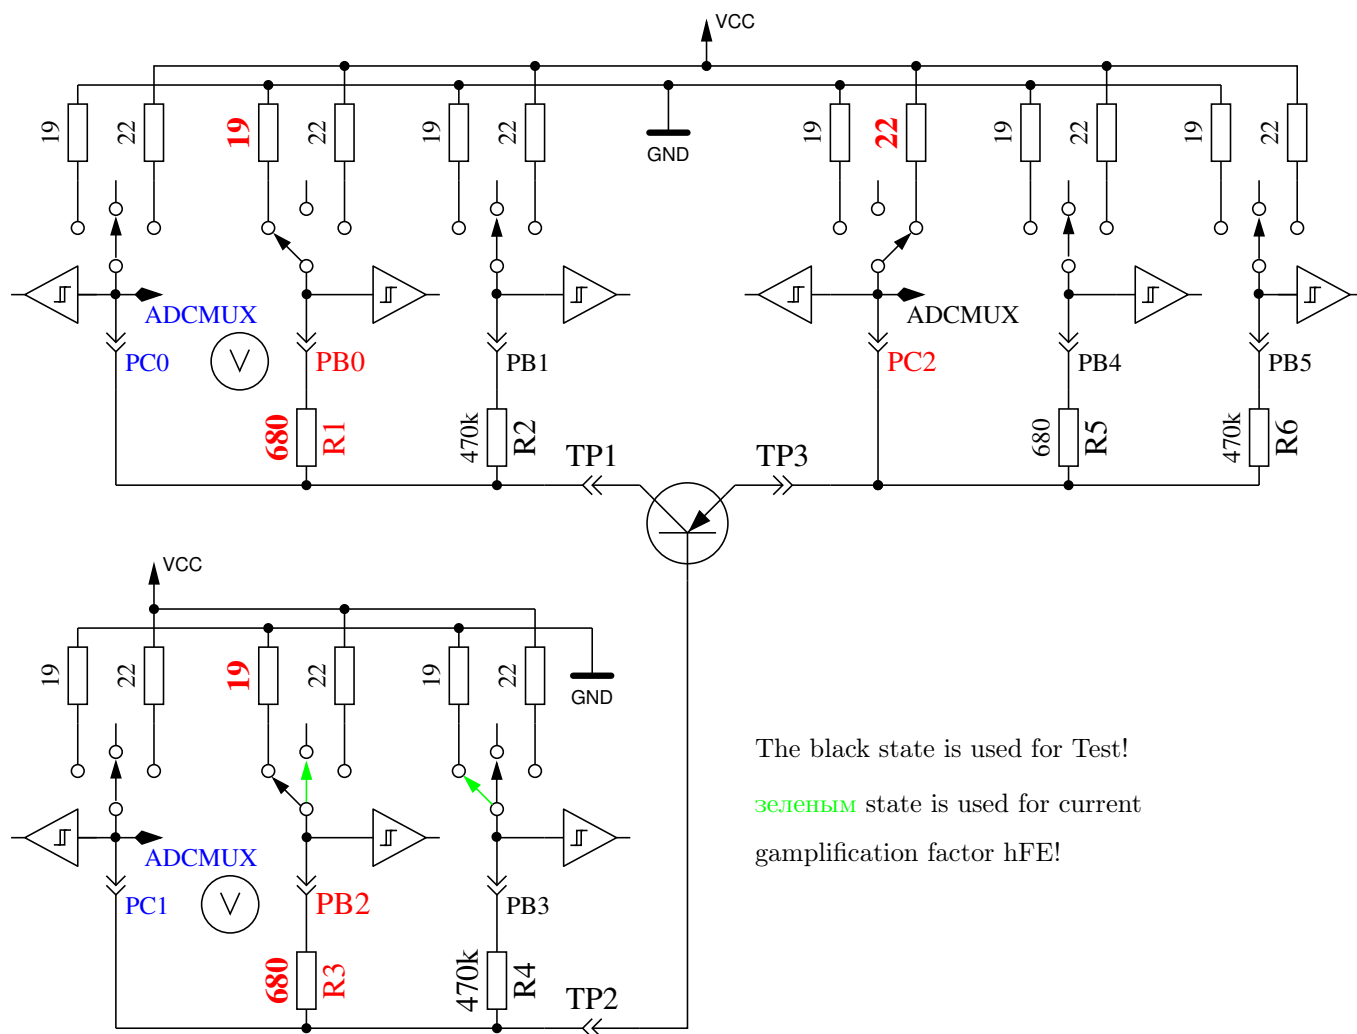 VCC
19
22
19
22
19
22
GND
19
22
19
22
19
22
ADCMUX
ADCMUX
PC0
V
PB0
PB1
PC2
PB4
PB5
680
R1
470k
R2
TP1
TP3
680
R5
470k
R6
VCC
19
22
19
22
19
22
GND
The black state is used for Test!
зеленым state is used for current
gamplification factor hFE!
ADCMUX
PC1
V
PB2
PB3
680
R3
470k
R4
TP2